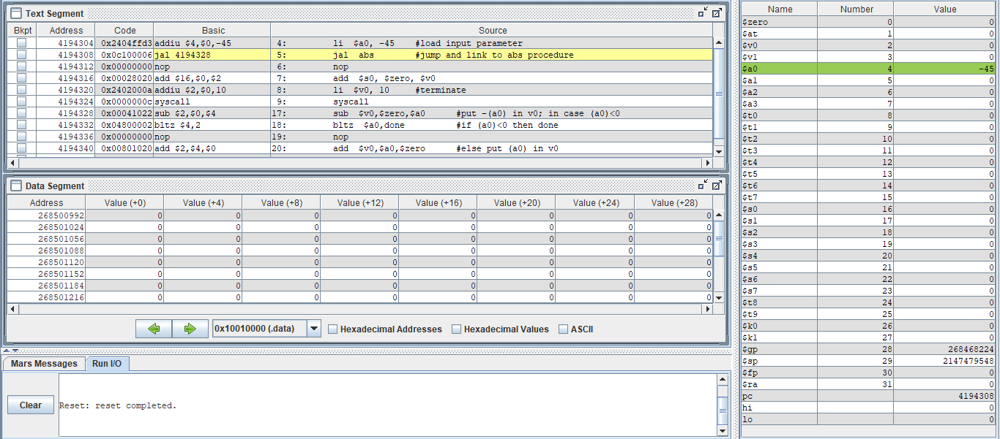 Text Segment
Bkpt Address Code Basic Source
4194304 0x2404ffd3 addiu $4,$0,-45 4: li $a0, -45 #load input parameter
4194308 0x0c100006 jal 4194328 5: jal abs #jump and link to abs procedure
4194312 0x00000000 nop 6: nop
4194316 0x00028020 add $16,$0,$2 7: add $s0, $zero, $v0
4194320 0x2402000a addiu $2,$0,10 8: li $v0, 10 #terminate
4194324 0x0000000c syscall 9: syscall
4194328 0x00041022 sub $2,$0,$4 17: sub $v0,$zero,$a0 #put -(a0) in v0; in case (a0)<0
4194332 0x04800002 bltz $4,2 18: bltz $a0,done #if (a0)<0 then done
4194336 0x00000000 nop 19: nop
4194340 0x00801020 add $2,$4,$0 20: add $v0,$a0,$zero #else put (a0) in v0
Data Segment
Address Value (+0) Value (+4) Value (+8) Value (+12) Value (+16) Value (+20) Value (+24) Value (+28)
268500992 0 0 0 0 0 0 0 0
268501024 0 0 0 0 0 0 0 0
268501056 0 0 0 0 0 0 0 0
268501088 0 0 0 0 0 0 0 0
268501120 0 0 0 0 0 0 0 0
268501152 0 0 0 0 0 0 0 0
268501184 0 0 0 0 0 0 0 0
268501216 0 0 0 0 0 0 0 0
0x10010000 (.data) Hexadecimal Addresses Hexadecimal Values ASCII
Mars Messages Run I/O
Clear
Reset: reset completed.
Name Number Value
$zero 0 0
$at 1 0
$v0 2 0
$v1 3 0
$a0 4 -45
$a1 5 0
$a2 6 0
$a3 7 0
$t0 8 0
$t1 9 0
$t2 10 0
$t3 11 0
$t4 12 0
$t5 13 0
$t6 14 0
$t7 15 0
$s0 16 0
$s1 17 0
$s2 18 0
$s3 19 0
$s4 20 0
$s5 21 0
$s6 22 0
$s7 23 0
$t8 24 0
$t9 25 0
$k0 26 0
$k1 27 0
$gp 28 268468224
$sp 29 2147479548
$fp 30 0
$ra 31 0
pc 4194308
hi 0
lo 0